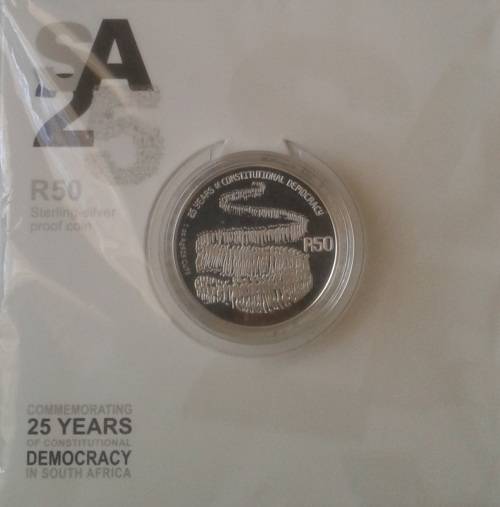 SA
25
R50
Sterling-silver
proof coin
25 YEARS of CONSTITUTIONAL DEMOCRACY
R50
COMMEMORATING
25 YEARS
OF CONSTITUTIONAL
DEMOCRACY
IN SOUTH AFRICA